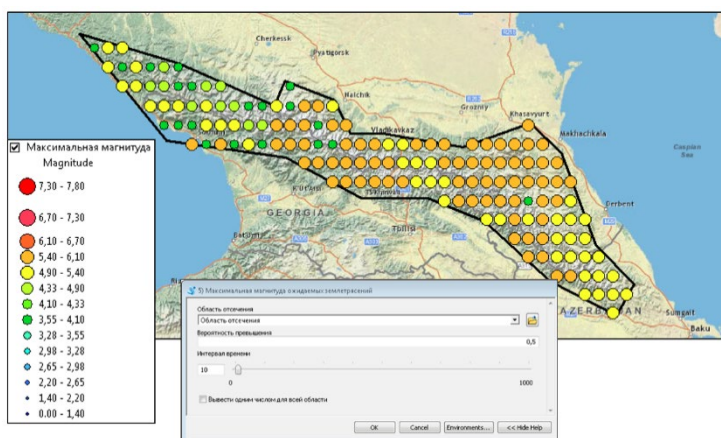 Cherkessk
Pyatigorsk
Nalchik
Grozny
Khasavyurt
Makhachkala
Vladikavkaz
Caspian
Sea
Derbent
GEORGIA
Tbilisi
AZERBAIJAN
Sumgait
Baku
Максимальная магнитуда
Magnitude
7,30 - 7,80
6,70 - 7,30
6,10 - 6,70
5,40 - 6,10
4,90 - 5,40
4,33 - 4,90
4,10 - 4,33
3,55 - 4,10
3,28 - 3,55
2,98 - 3,28
2,65 - 2,98
2,20 - 2,65
1,40 - 2,20
0.00 - 1,40
5) Максимальная магнитуда ожидаемых землетрясений
Область отсечения
Область отсечения
Вероятность превышения
0,5
Интервал времени
10
0
1000
Вывести одним числом для всей области
OK
Cancel
Environments...
<< Hide Help